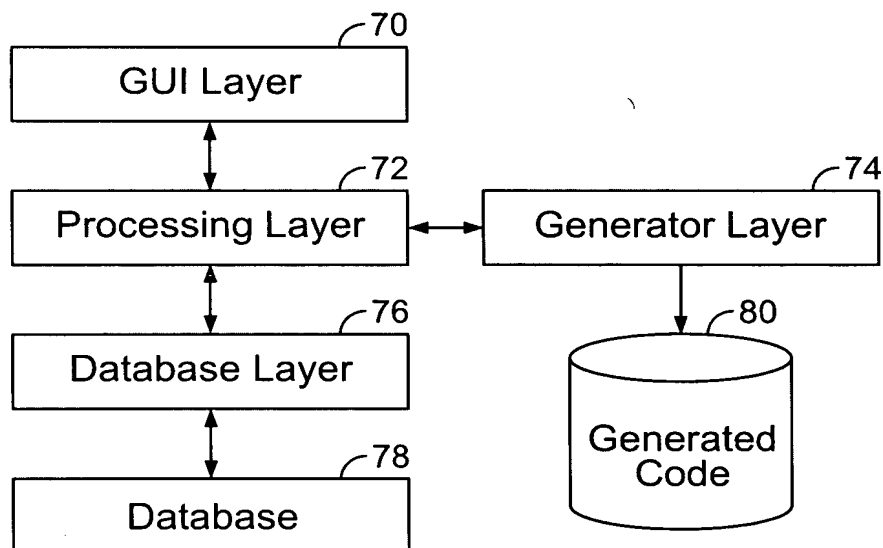 70
GUI Layer
72
Processing Layer
74
Generator Layer
76
Database Layer
80
Generated
Code
78
Database